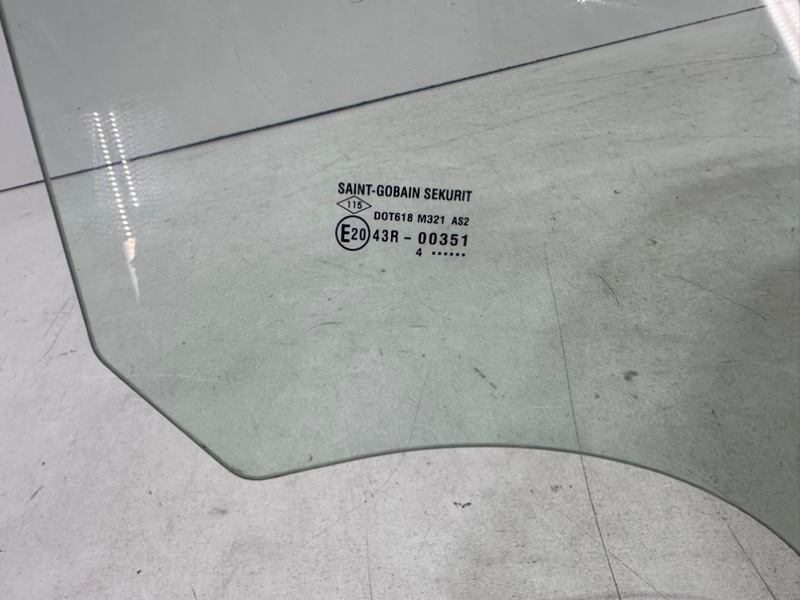 SAINT-GOBAIN SEKURIT
115
DOT618 M321 AS2
E20 43R - 00351
4 ••••••